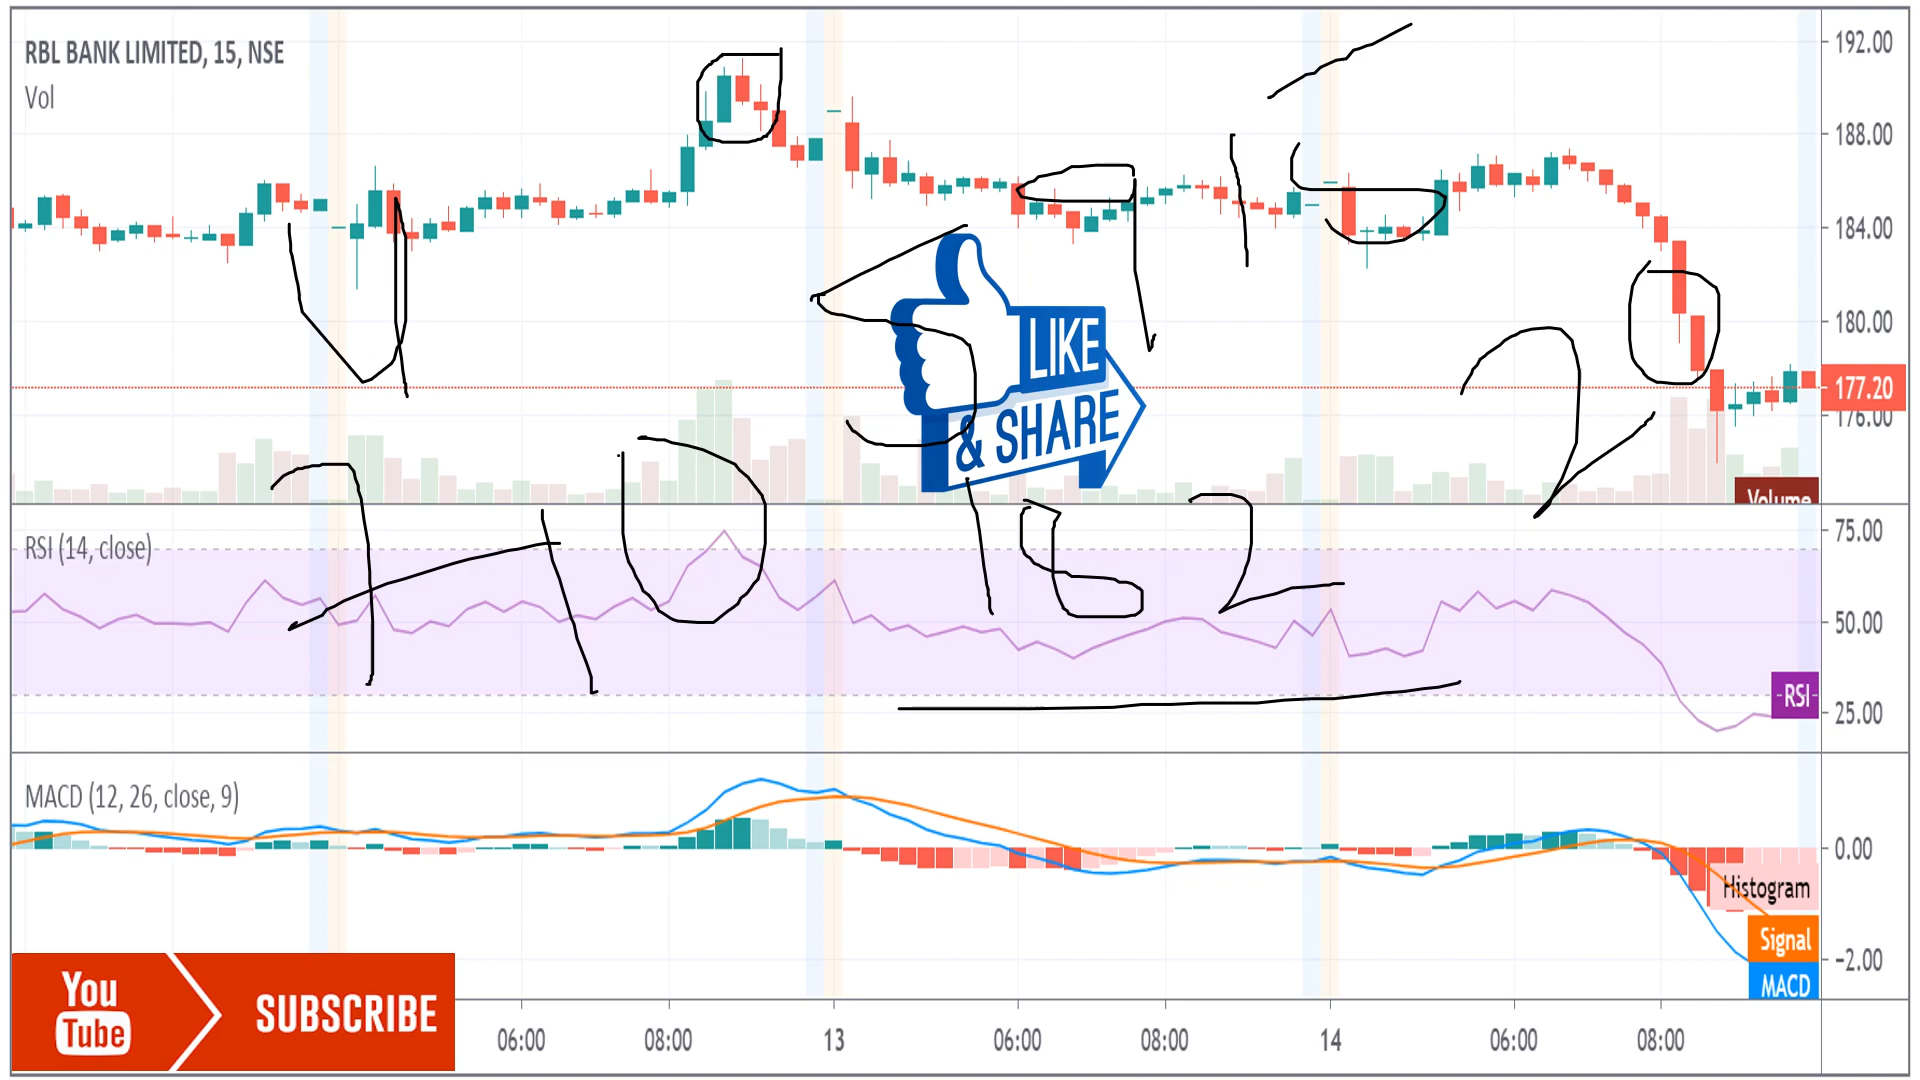 RBL BANK LIMITED, 15, NSE
Vol
192.00
188.00
184.00
180.00
177.20
176.00
LIKE
& SHARE
Volume
RSI (14, close)
75.00
50.00
RSI
25.00
182
MACD (12, 26, close, 9)
0.00
Histogram
Signal
-2.00
MACD
You
Tube
SUBSCRIBE
06:00 08:00 13 06:00 08:00 14 06:00 08:00